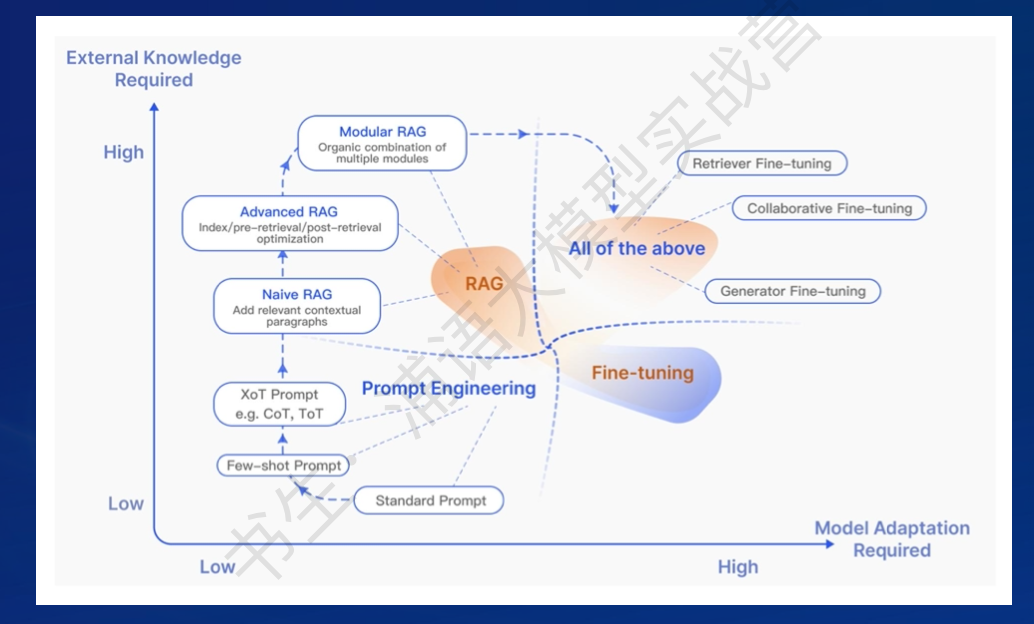 External Knowledge
Required
High
Modular RAG
Organic combination of
multiple modules
Retriever Fine-tuning
Advanced RAG
Index/pre-retrieval/post-retrieval
optimization
Collaborative Fine-tuning
All of the above
RAG
Naive RAG
Add relevant contextual
paragraphs
Generator Fine-tuning
Fine-tuning
Prompt Engineering
XoT Prompt
e.g. CoT, ToT
Few-shot Prompt
Standard Prompt
Low
Model Adaptation
Required
Low
High
书生·浦语大模型实战营